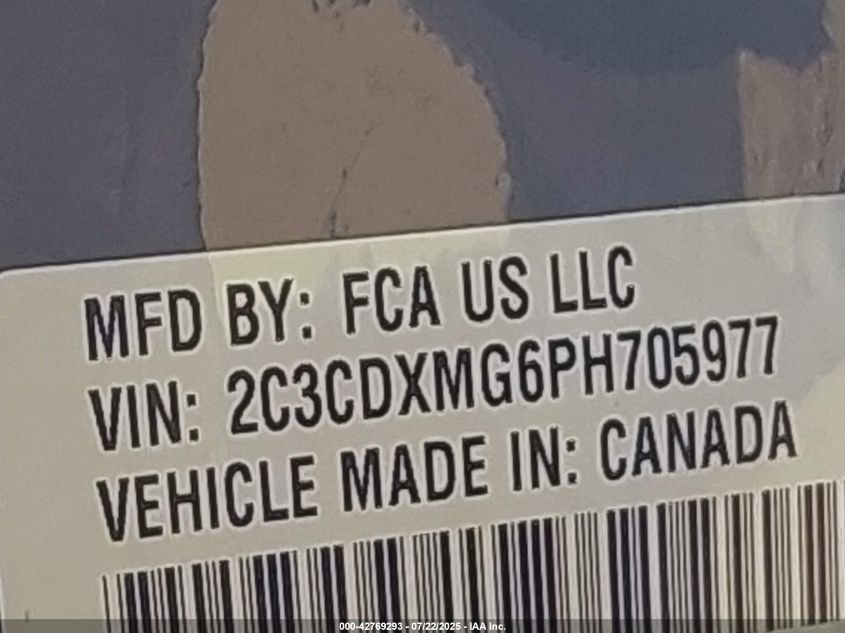 MFD BY: FCA US LLC
VIN: 2C3CDXMG6PH705977
VEHICLE MADE IN: CANADA
000-42769293 - 07/22/2025 - IAA Inc.